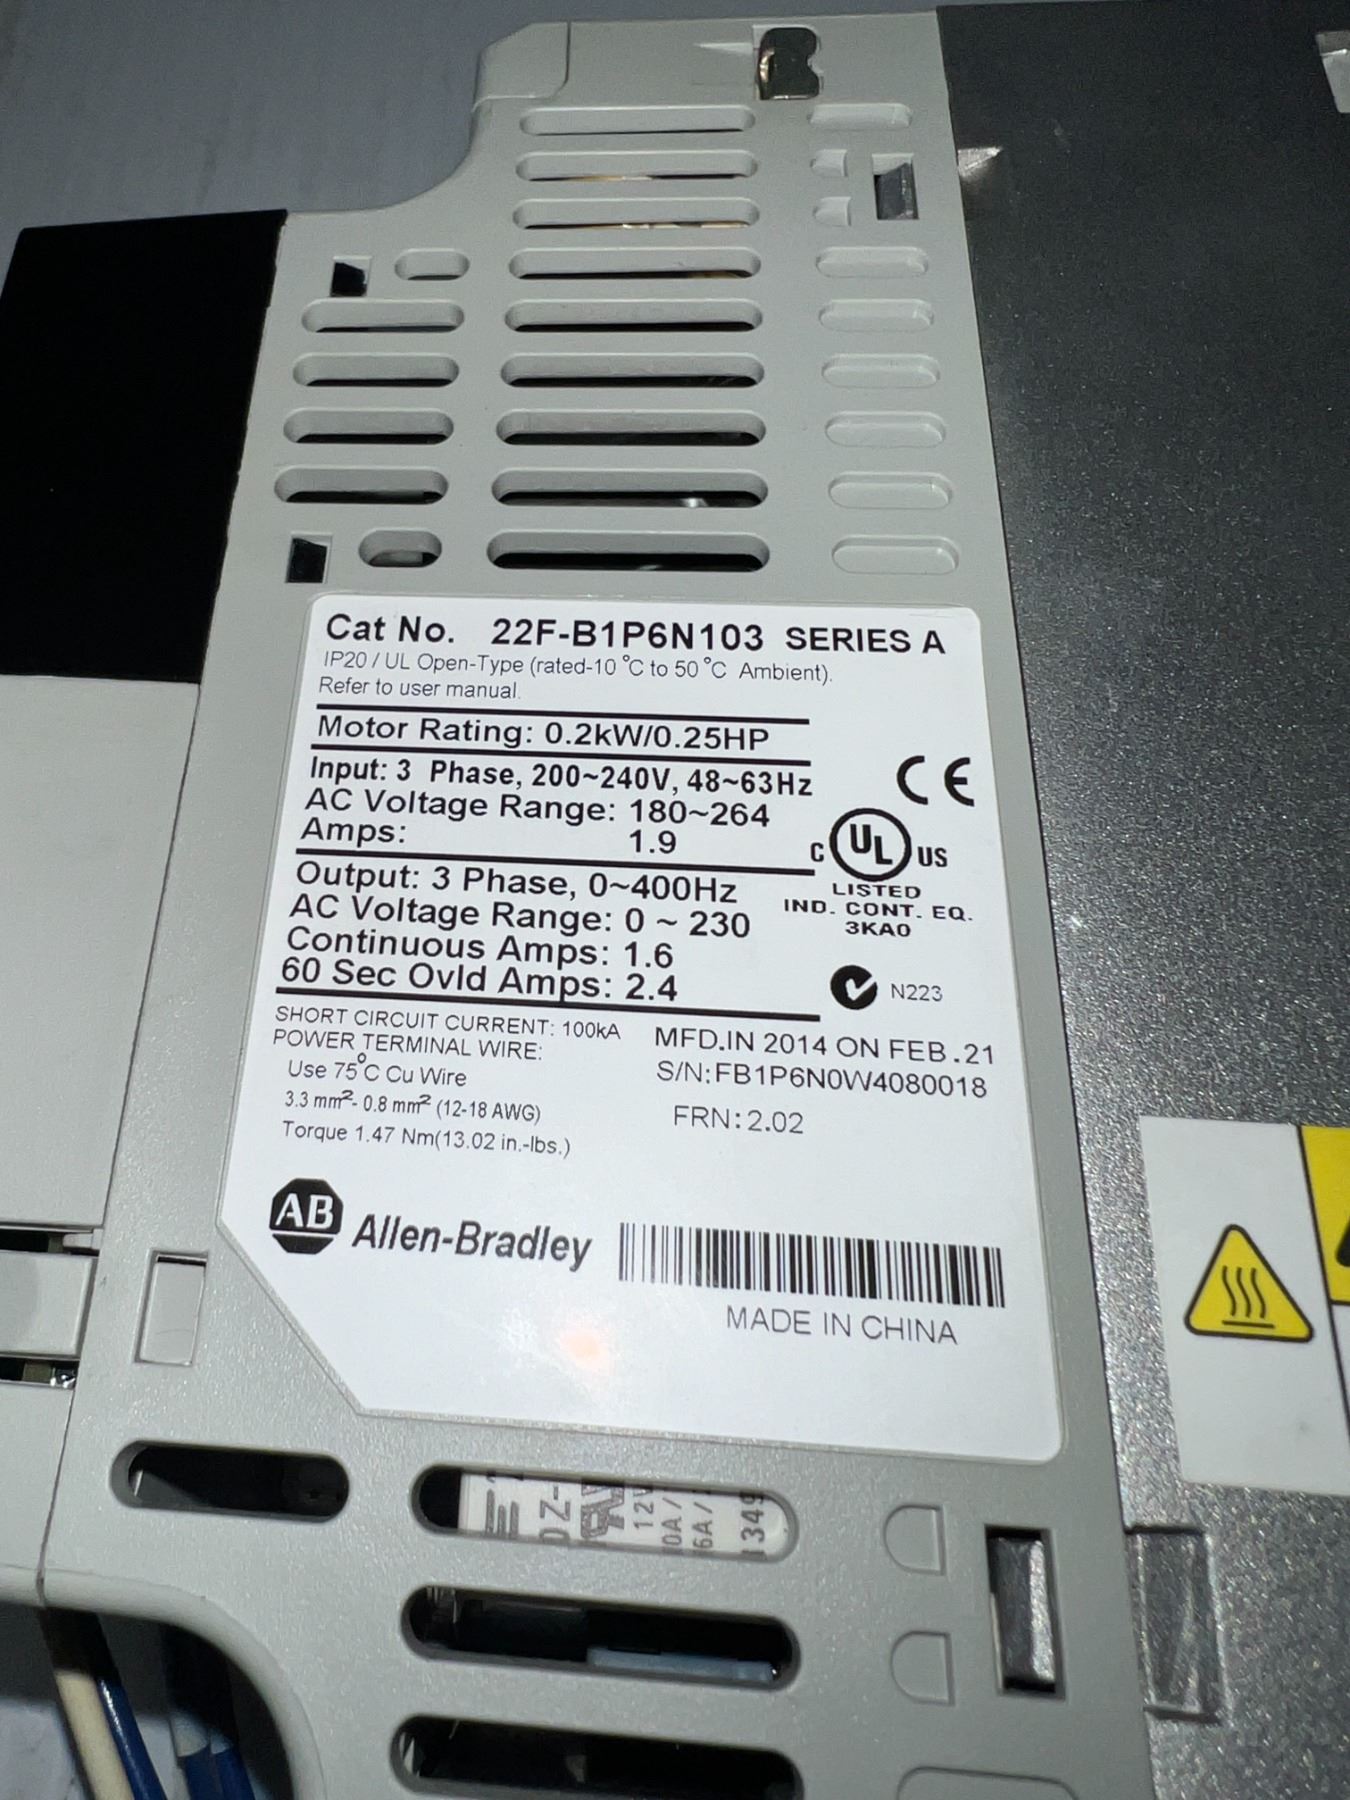 Cat No. 22F-B1P6N103 SERIES A
IP20 / UL Open-Type (rated-10 °C to 50 °C Ambient).
Refer to user manual.
Motor Rating: 0.2kW/0.25HP
Input: 3 Phase, 200~240V, 48~63Hz
AC Voltage Range: 180~264
Amps: 1.9
Output: 3 Phase, 0~400Hz
AC Voltage Range: 0 ~ 230
Continuous Amps: 1.6
60 Sec Ovld Amps: 2.4
CE
C UL US
LISTED
IND. CONT. EQ.
3KA0
N223
SHORT CIRCUIT CURRENT: 100kA
POWER TERMINAL WIRE:
Use 75°C Cu Wire
3.3 mm²- 0.8 mm² (12-18 AWG)
Torque 1.47 Nm(13.02 in.-lbs.)
MFD.IN 2014 ON FEB.21
S/N:FB1P6N0W4080018
FRN:2.02
AB Allen-Bradley
MADE IN CHINA